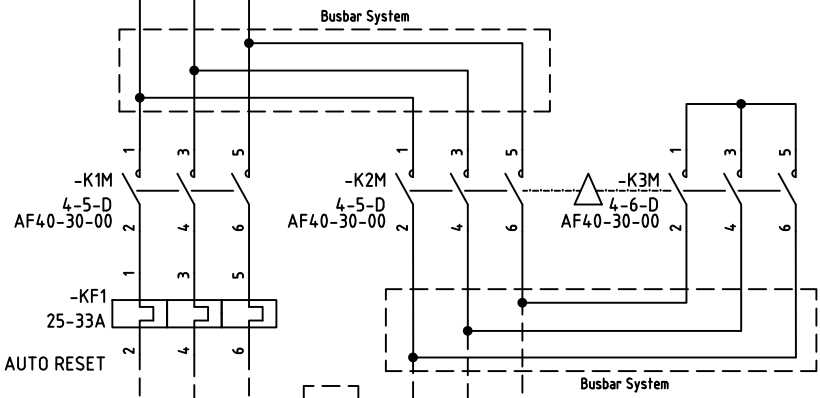 Busbar System
1 3 5
-K1M
4-5-D
AF40-30-00
2 4 6
1 3 5
-K2M
4-5-D
AF40-30-00
2 4 6
1 3 5
-K3M
4-6-D
AF40-30-00
2 4 6
1 3 5
-KF1
25-33A
2 4 6
AUTO RESET
Busbar System